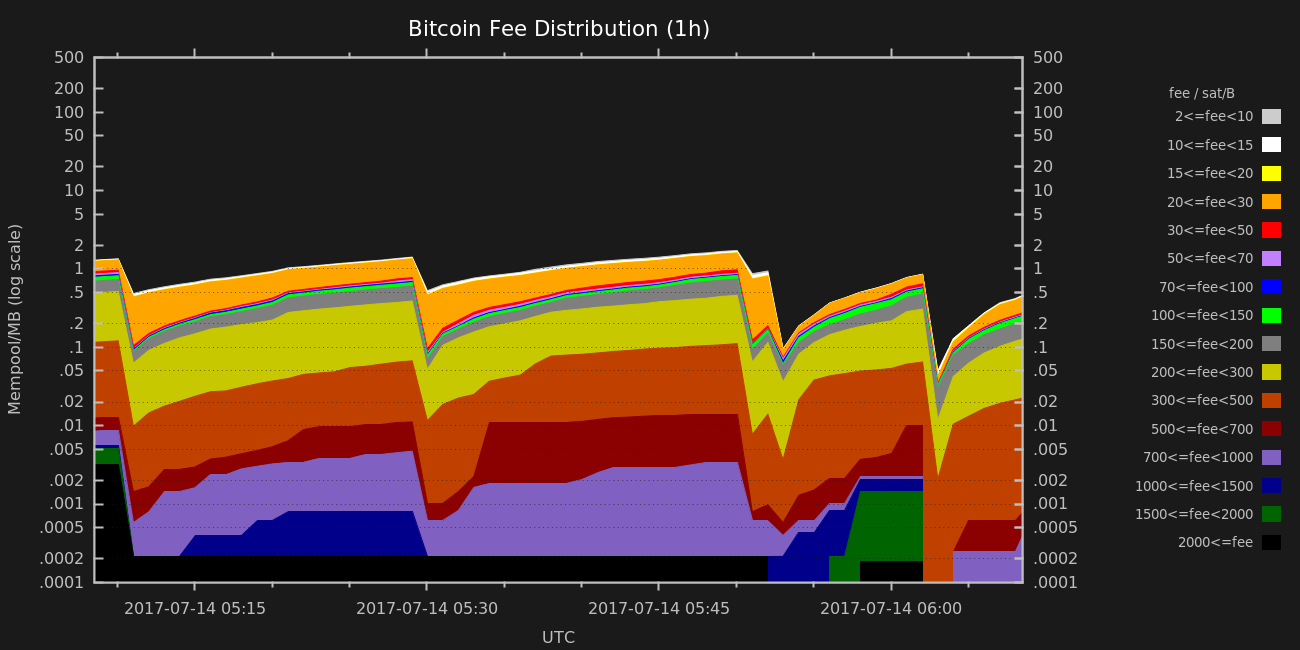 Bitcoin Fee Distribution (1h)
500 500
200 200
100 100
50 50
20 20
10 10
5 5
2 2
1 1
.5 .5
.2 .2
.1 .1
.05 .05
.02 .02
.01 .01
.005 .005
.002 .002
.001 .001
.0005 .0005
.0002 .0002
.0001 .0001
Mempool/MB (log scale)
2017-07-14 05:15 2017-07-14 05:30 2017-07-14 05:45 2017-07-14 06:00
UTC
fee / sat/B
2<=fee<10
10<=fee<15
15<=fee<20
20<=fee<30
30<=fee<50
50<=fee<70
70<=fee<100
100<=fee<150
150<=fee<200
200<=fee<300
300<=fee<500
500<=fee<700
700<=fee<1000
1000<=fee<1500
1500<=fee<2000
2000<=fee